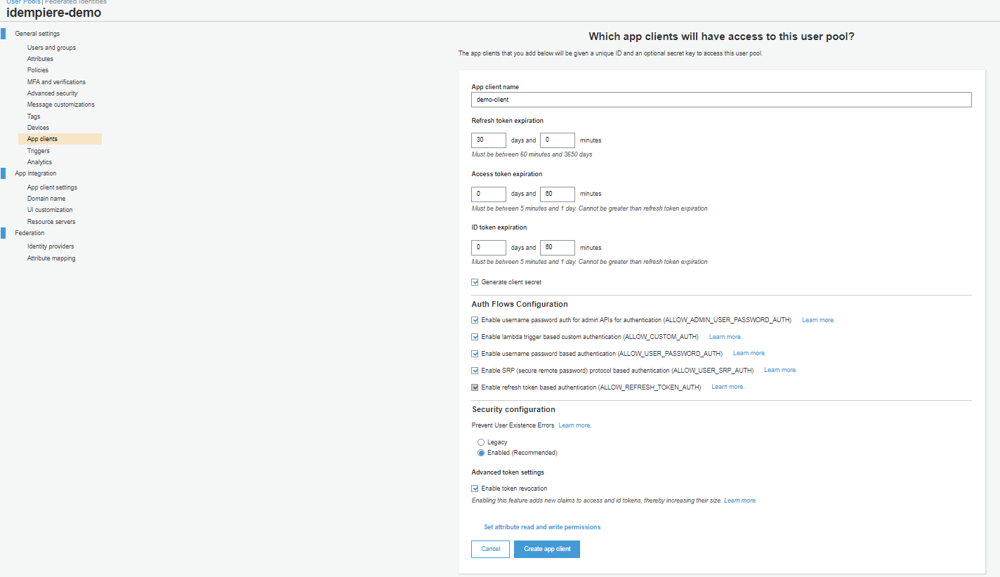 User Pools | Federated Identities
idempiere-demo
General settings
Users and groups
Attributes
Policies
MFA and verifications
Advanced security
Message customizations
Tags
Devices
App clients
Triggers
Analytics
App integration
App client settings
Domain name
UI customization
Resource servers
Federation
Identity providers
Attribute mapping
Which app clients will have access to this user pool?
The app clients that you add below will be given a unique ID and an optional secret key to access this user pool.
App client name
demo-client
Refresh token expiration
30 days and 0 minutes
Must be between 60 minutes and 3650 days
Access token expiration
0 days and 60 minutes
Must be between 5 minutes and 1 day. Cannot be greater than refresh token expiration
ID token expiration
0 days and 60 minutes
Must be between 5 minutes and 1 day. Cannot be greater than refresh token expiration
Generate client secret
Auth Flows Configuration
Enable username password auth for admin APIs for authentication (ALLOW_ADMIN_USER_PASSWORD_AUTH) Learn more.
Enable lambda trigger based custom authentication (ALLOW_CUSTOM_AUTH) Learn more.
Enable username password based authentication (ALLOW_USER_PASSWORD_AUTH) Learn more.
Enable SRP (secure remote password) protocol based authentication (ALLOW_USER_SRP_AUTH) Learn more.
Enable refresh token based authentication (ALLOW_REFRESH_TOKEN_AUTH) Learn more.
Security configuration
Prevent User Existence Errors Learn more.
Legacy
Enabled (Recommended)
Advanced token settings
Enable token revocation
Enabling this feature adds new claims to access and id tokens, thereby increasing their size. Learn more.
Set attribute read and write permissions
Cancel Create app client